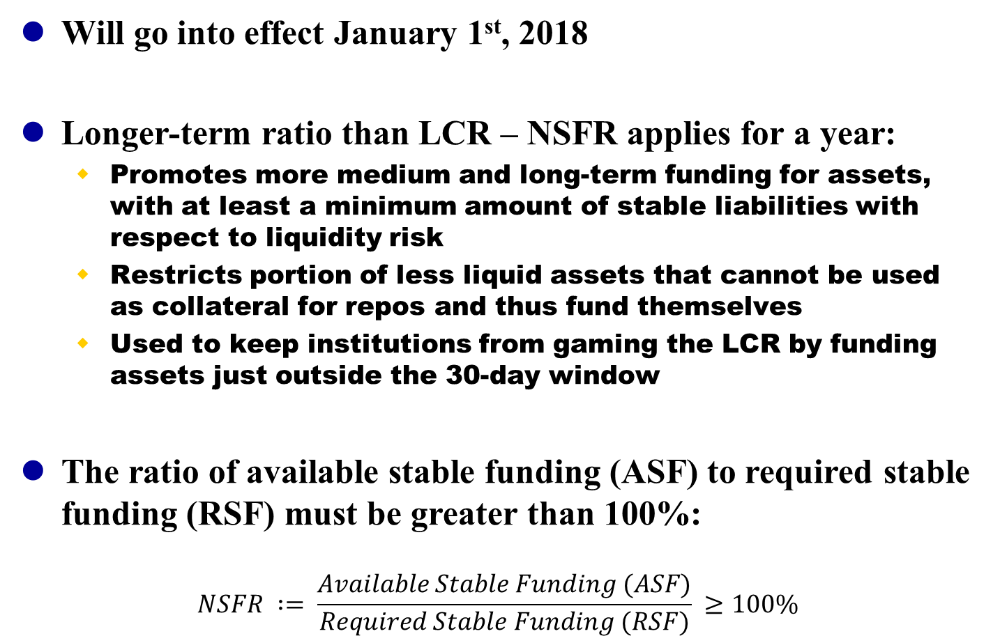 Will go into effect January 1st, 2018
Longer-term ratio than LCR – NSFR applies for a year:
Promotes more medium and long-term funding for assets,
with at least a minimum amount of stable liabilities with
respect to liquidity risk
Restricts portion of less liquid assets that cannot be used
as collateral for repos and thus fund themselves
Used to keep institutions from gaming the LCR by funding
assets just outside the 30-day window
The ratio of available stable funding (ASF) to required stable
funding (RSF) must be greater than 100%:
NSFR := Available Stable Funding (ASF) / Required Stable Funding (RSF) ≥ 100%